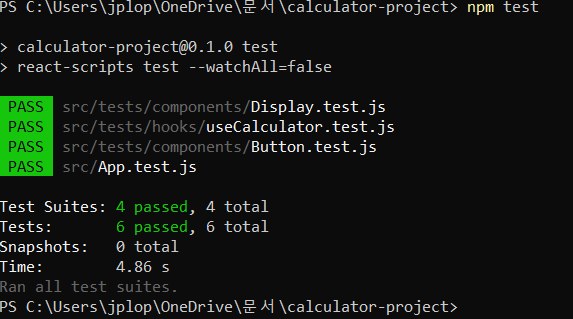 PS C:\Users\jplop\OneDrive\문서\calculator-project> npm test
> calculator-project@0.1.0 test
> react-scripts test --watchAll=false
PASS src/tests/components/Display.test.js
PASS src/tests/hooks/useCalculator.test.js
PASS src/tests/components/Button.test.js
PASS src/App.test.js
Test Suites: 4 passed, 4 total
Tests: 6 passed, 6 total
Snapshots: 0 total
Time: 4.86 s
Ran all test suites.
PS C:\Users\jplop\OneDrive\문서\calculator-project>